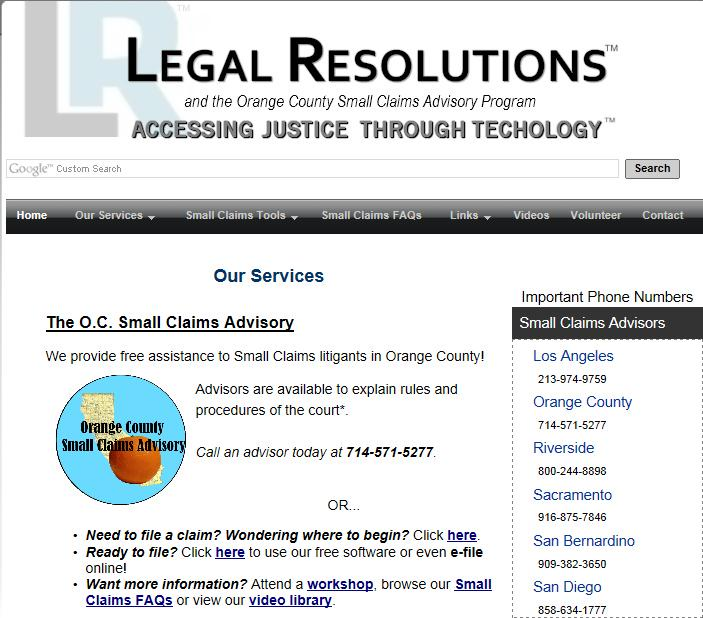 LR™
LEGAL RESOLUTIONS™
and the Orange County Small Claims Advisory Program
ACCESSING JUSTICE THROUGH TECHOLOGY™
Google™ Custom Search
Search
Home Our Services Small Claims Tools Small Claims FAQs Links Videos Volunteer Contact
Our Services
The O.C. Small Claims Advisory
We provide free assistance to Small Claims litigants in Orange County!
Orange County
Small Claims Advisory
Advisors are available to explain rules and
procedures of the court*.
Call an advisor today at 714-571-5277.
OR...
• Need to file a claim? Wondering where to begin? Click here.
• Ready to file? Click here to use our free software or even e-file
online!
• Want more information? Attend a workshop, browse our Small
Claims FAQs or view our video library.
Important Phone Numbers
Small Claims Advisors
Los Angeles
213-974-9759
Orange County
714-571-5277
Riverside
800-244-8898
Sacramento
916-875-7846
San Bernardino
909-382-3650
San Diego
858-634-1777